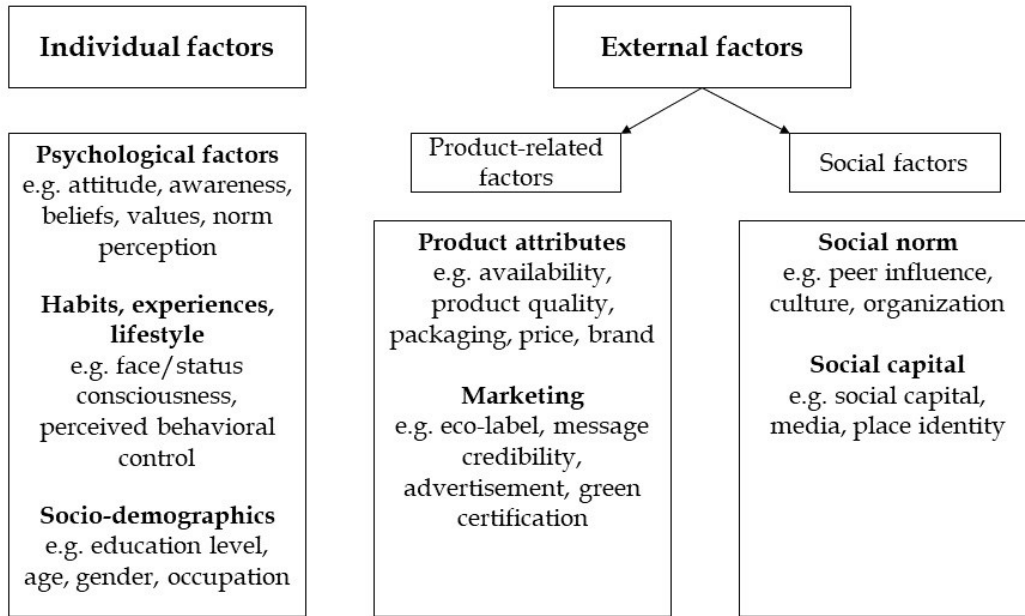 Individual factors
External factors
Psychological factors
e.g. attitude, awareness,
beliefs, values, norm
perception
Habits, experiences,
lifestyle
e.g. face/status
consciousness,
perceived behavioral
control
Socio-demographics
e.g. education level,
age, gender, occupation
Product-related
factors
Product attributes
e.g. availability,
product quality,
packaging, price, brand
Marketing
e.g. eco-label, message
credibility,
advertisement, green
certification
Social factors
Social norm
e.g. peer influence,
culture, organization
Social capital
e.g. social capital,
media, place identity